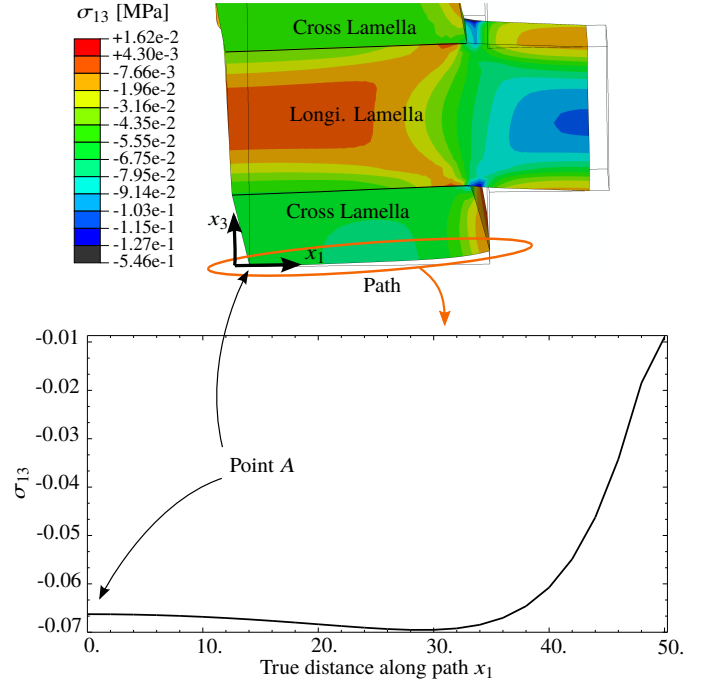 σ13 [MPa]
+1.62e-2
+4.30e-3
-7.66e-3
-1.96e-2
-3.16e-2
-4.35e-2
-5.55e-2
-6.75e-2
-7.94e-2
-9.14e-2
-1.03e-1
-1.15e-1
-1.27e-1
-5.46e-1
Cross Lamella
Longi. Lamella
Cross Lamella
x3
x1
Path
-0.01
-0.02
-0.03
-0.04
-0.05
-0.06
-0.07
σ13
Point A
0.
10.
20.
30.
40.
50.
True distance along path x1